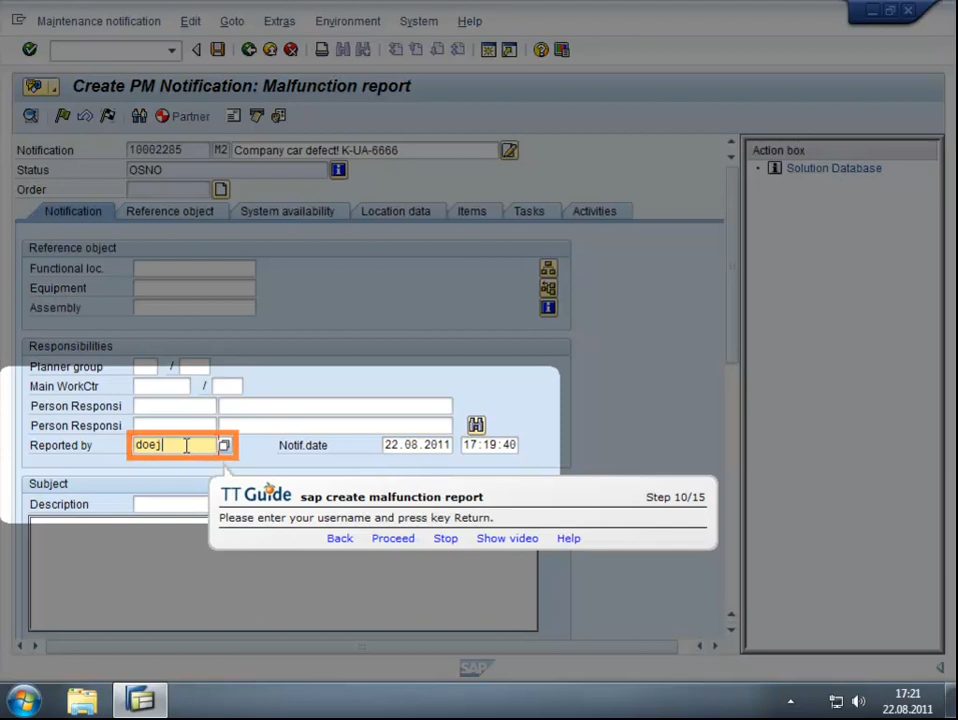 Maintenance notification Edit Goto Extras Environment System Help
Create PM Notification: Malfunction report
Partner
Notification 10002285 M2 Company car defect! K-UA-6666
Status OSNO
Order
Notification Reference object System availability Location data Items Tasks Activities
Action box
Solution Database
Reference object
Functional loc.
Equipment
Assembly
Responsibilities
Planner group /
Main WorkCtr /
Person Responsi
Person Responsi
Reported by doej Notif.date 22.08.2011 17:19:40
Subject
Description
TT Guide sap create malfunction report Step 10/15
Please enter your username and press key Return.
Back Proceed Stop Show video Help
SAP
17:21
22.08.2011